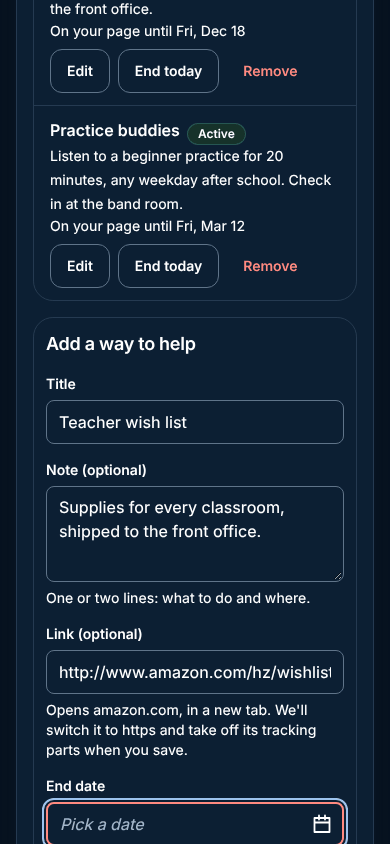 the front office.
On your page until Fri, Dec 18
Edit
End today
Remove
Practice buddies
Active
Listen to a beginner practice for 20
minutes, any weekday after school. Check
in at the band room.
On your page until Fri, Mar 12
Edit
End today
Remove
Add a way to help
Title
Teacher wish list
Note (optional)
Supplies for every classroom,
shipped to the front office.
One or two lines: what to do and where.
Link (optional)
http://www.amazon.com/hz/wishlist
Opens amazon.com, in a new tab. We'll
switch it to https and take off its tracking
parts when you save.
End date
Pick a date